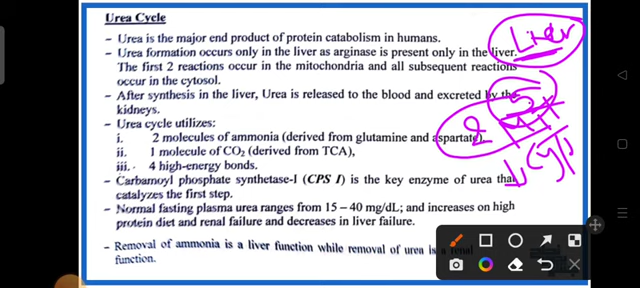 Urea Cycle
- Urea is the major end product of protein catabolism in humans.
- Urea formation occurs only in the liver as arginase is present only in the liver.
The first 2 reactions occur in the mitochondria and all subsequent reactions
occur in the cytosol.
- After synthesis in the liver, Urea is released to the blood and excreted by the
kidneys.
- Urea cycle utilizes:
i. 2 molecules of ammonia (derived from glutamine and aspartate),
ii. 1 molecule of CO2 (derived from TCA),
iii. 4 high-energy bonds.
- Carbamoyl phosphate synthetase-I (CPS I) is the key enzyme of urea that
catalyzes the first step.
- Normal fasting plasma urea ranges from 15 – 40 mg/dL; and increases on high
protein diet and renal failure and decreases in liver failure.
- Removal of ammonia is a liver function while removal of urea is a renal
function.
Liver
5
2